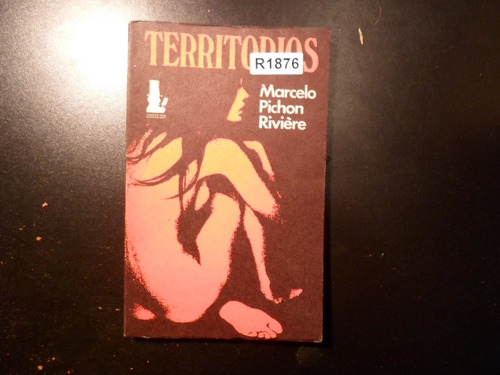 TERRITORIOS
R1876
Marcelo
Pichon
Rivière